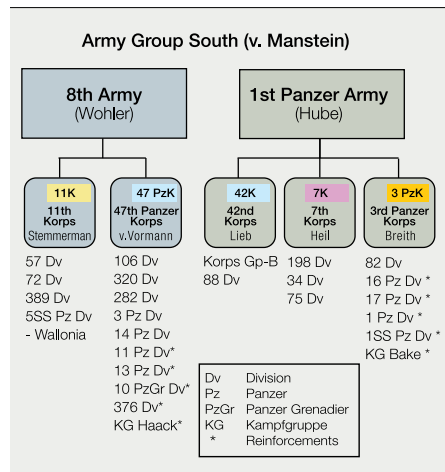 Army Group South (v. Manstein)
8th Army
(Wohler)
1st Panzer Army
(Hube)
11K
11th
Korps
Stemmerman
47 PzK
47th Panzer
Korps
v.Vormann
42K
42nd
Korps
Lieb
7K
7th
Korps
Heil
3 PzK
3rd Panzer
Korps
Breith
57 Dv
72 Dv
389 Dv
5SS Pz Dv
- Wallonia
106 Dv
320 Dv
282 Dv
3 Pz Dv
14 Pz Dv
11 Pz Dv*
13 Pz Dv*
10 PzGr Dv*
376 Dv*
KG Haack*
Korps Gp-B
88 Dv
198 Dv
34 Dv
75 Dv
82 Dv
16 Pz Dv *
17 Pz Dv *
1 Pz Dv *
1SS Pz Dv *
KG Bake *
Dv Division
Pz Panzer
PzGr Panzer Grenadier
KG Kampfgruppe
* Reinforcements